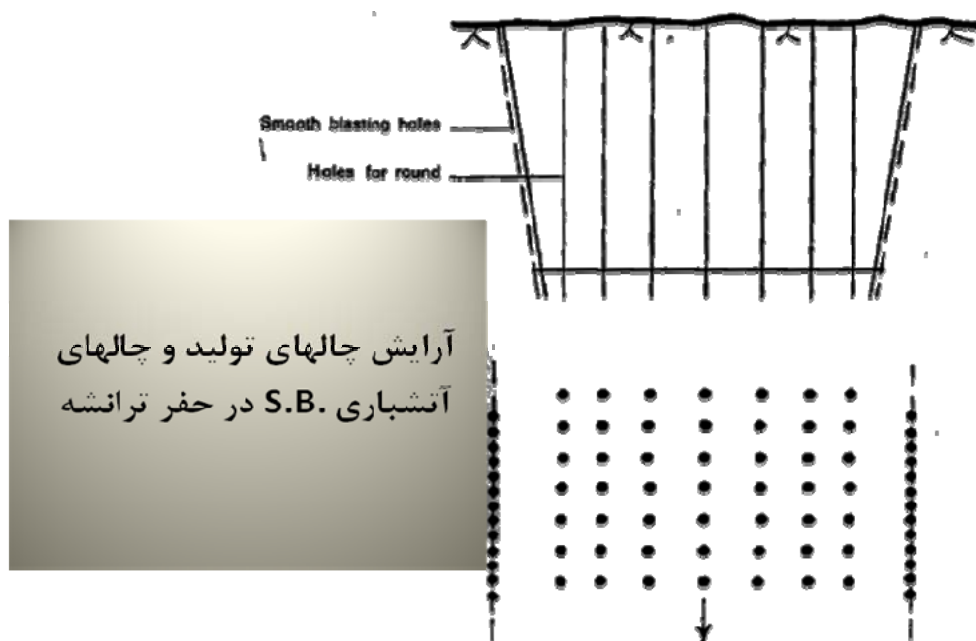 Smooth blasting holes
Holes for round
آرایش چالهای تولید و چالهای
آتشباری .S.B در حفر ترانشه